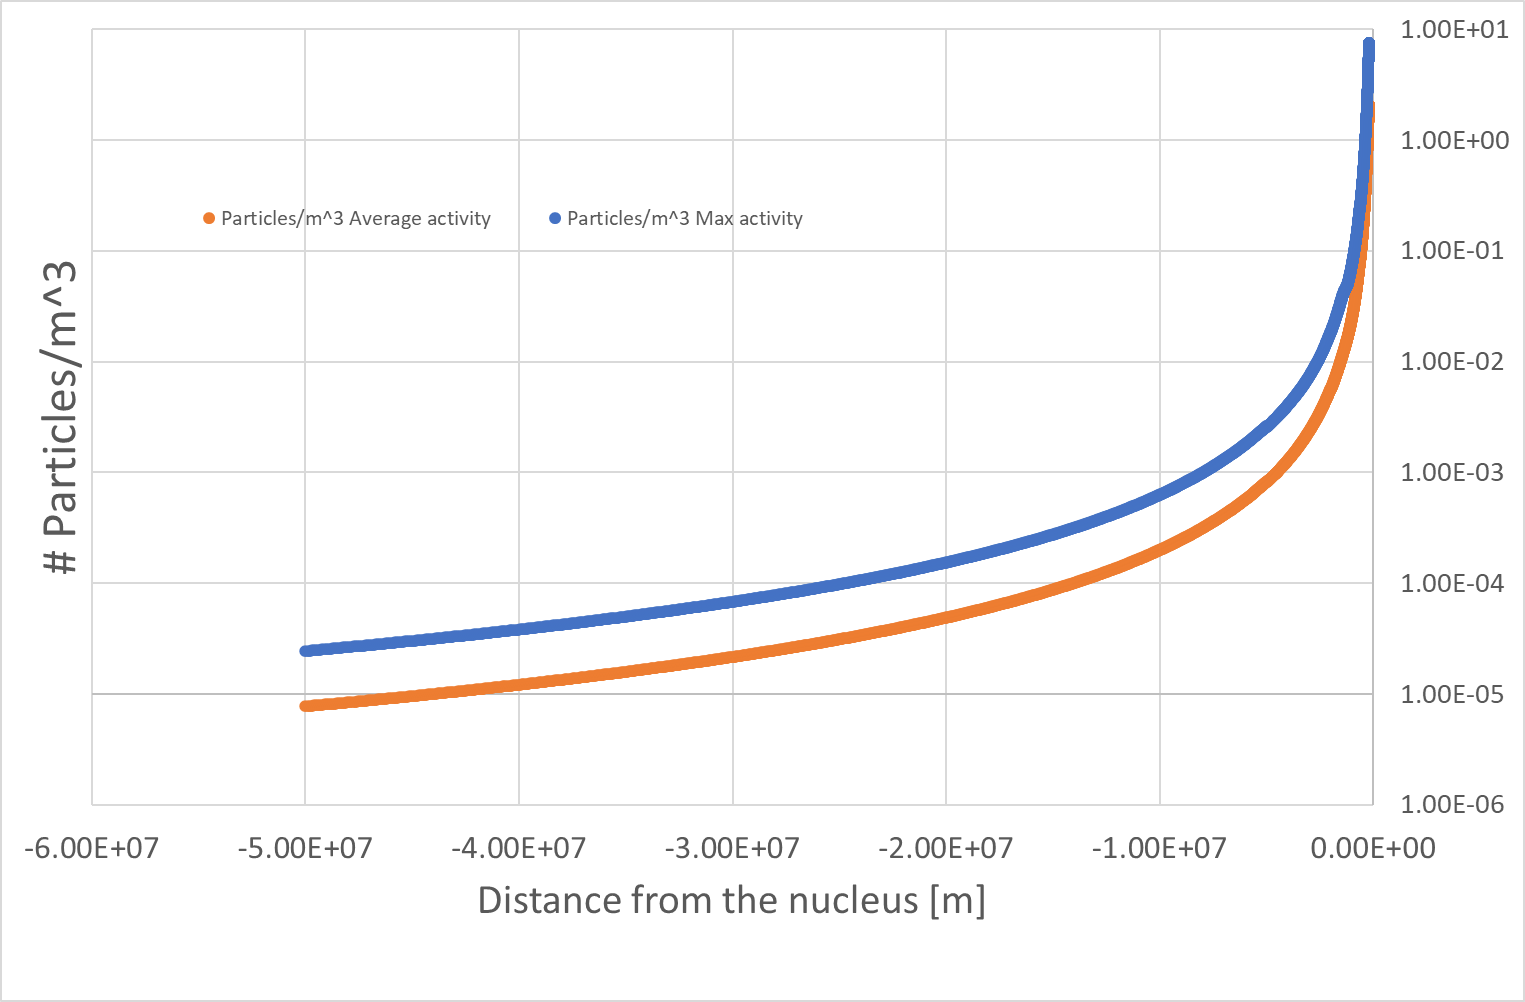 1.00E+01
1.00E+00
Particles/m^3 Average activity Particles/m^3 Max activity
1.00E-01
# Particles/m^3
1.00E-02
1.00E-03
1.00E-04
1.00E-05
1.00E-06
-6.00E+07 -5.00E+07 -4.00E+07 -3.00E+07 -2.00E+07 -1.00E+07 0.00E+00
Distance from the nucleus [m]